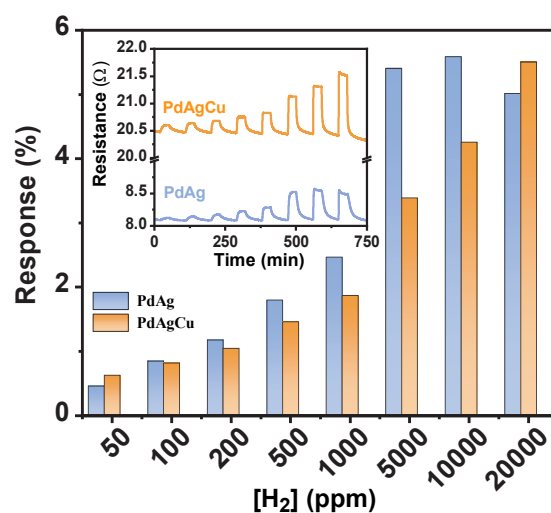 6
4
2
0
Response (%)
22.0
21.5
21.0
20.5
20.0
8.5
8.0
Resistance (Ω)
PdAgCu
PdAg
0 250 500 750
Time (min)
PdAg
PdAgCu
50 100 200 500 1000 5000 10000 20000
[H₂] (ppm)